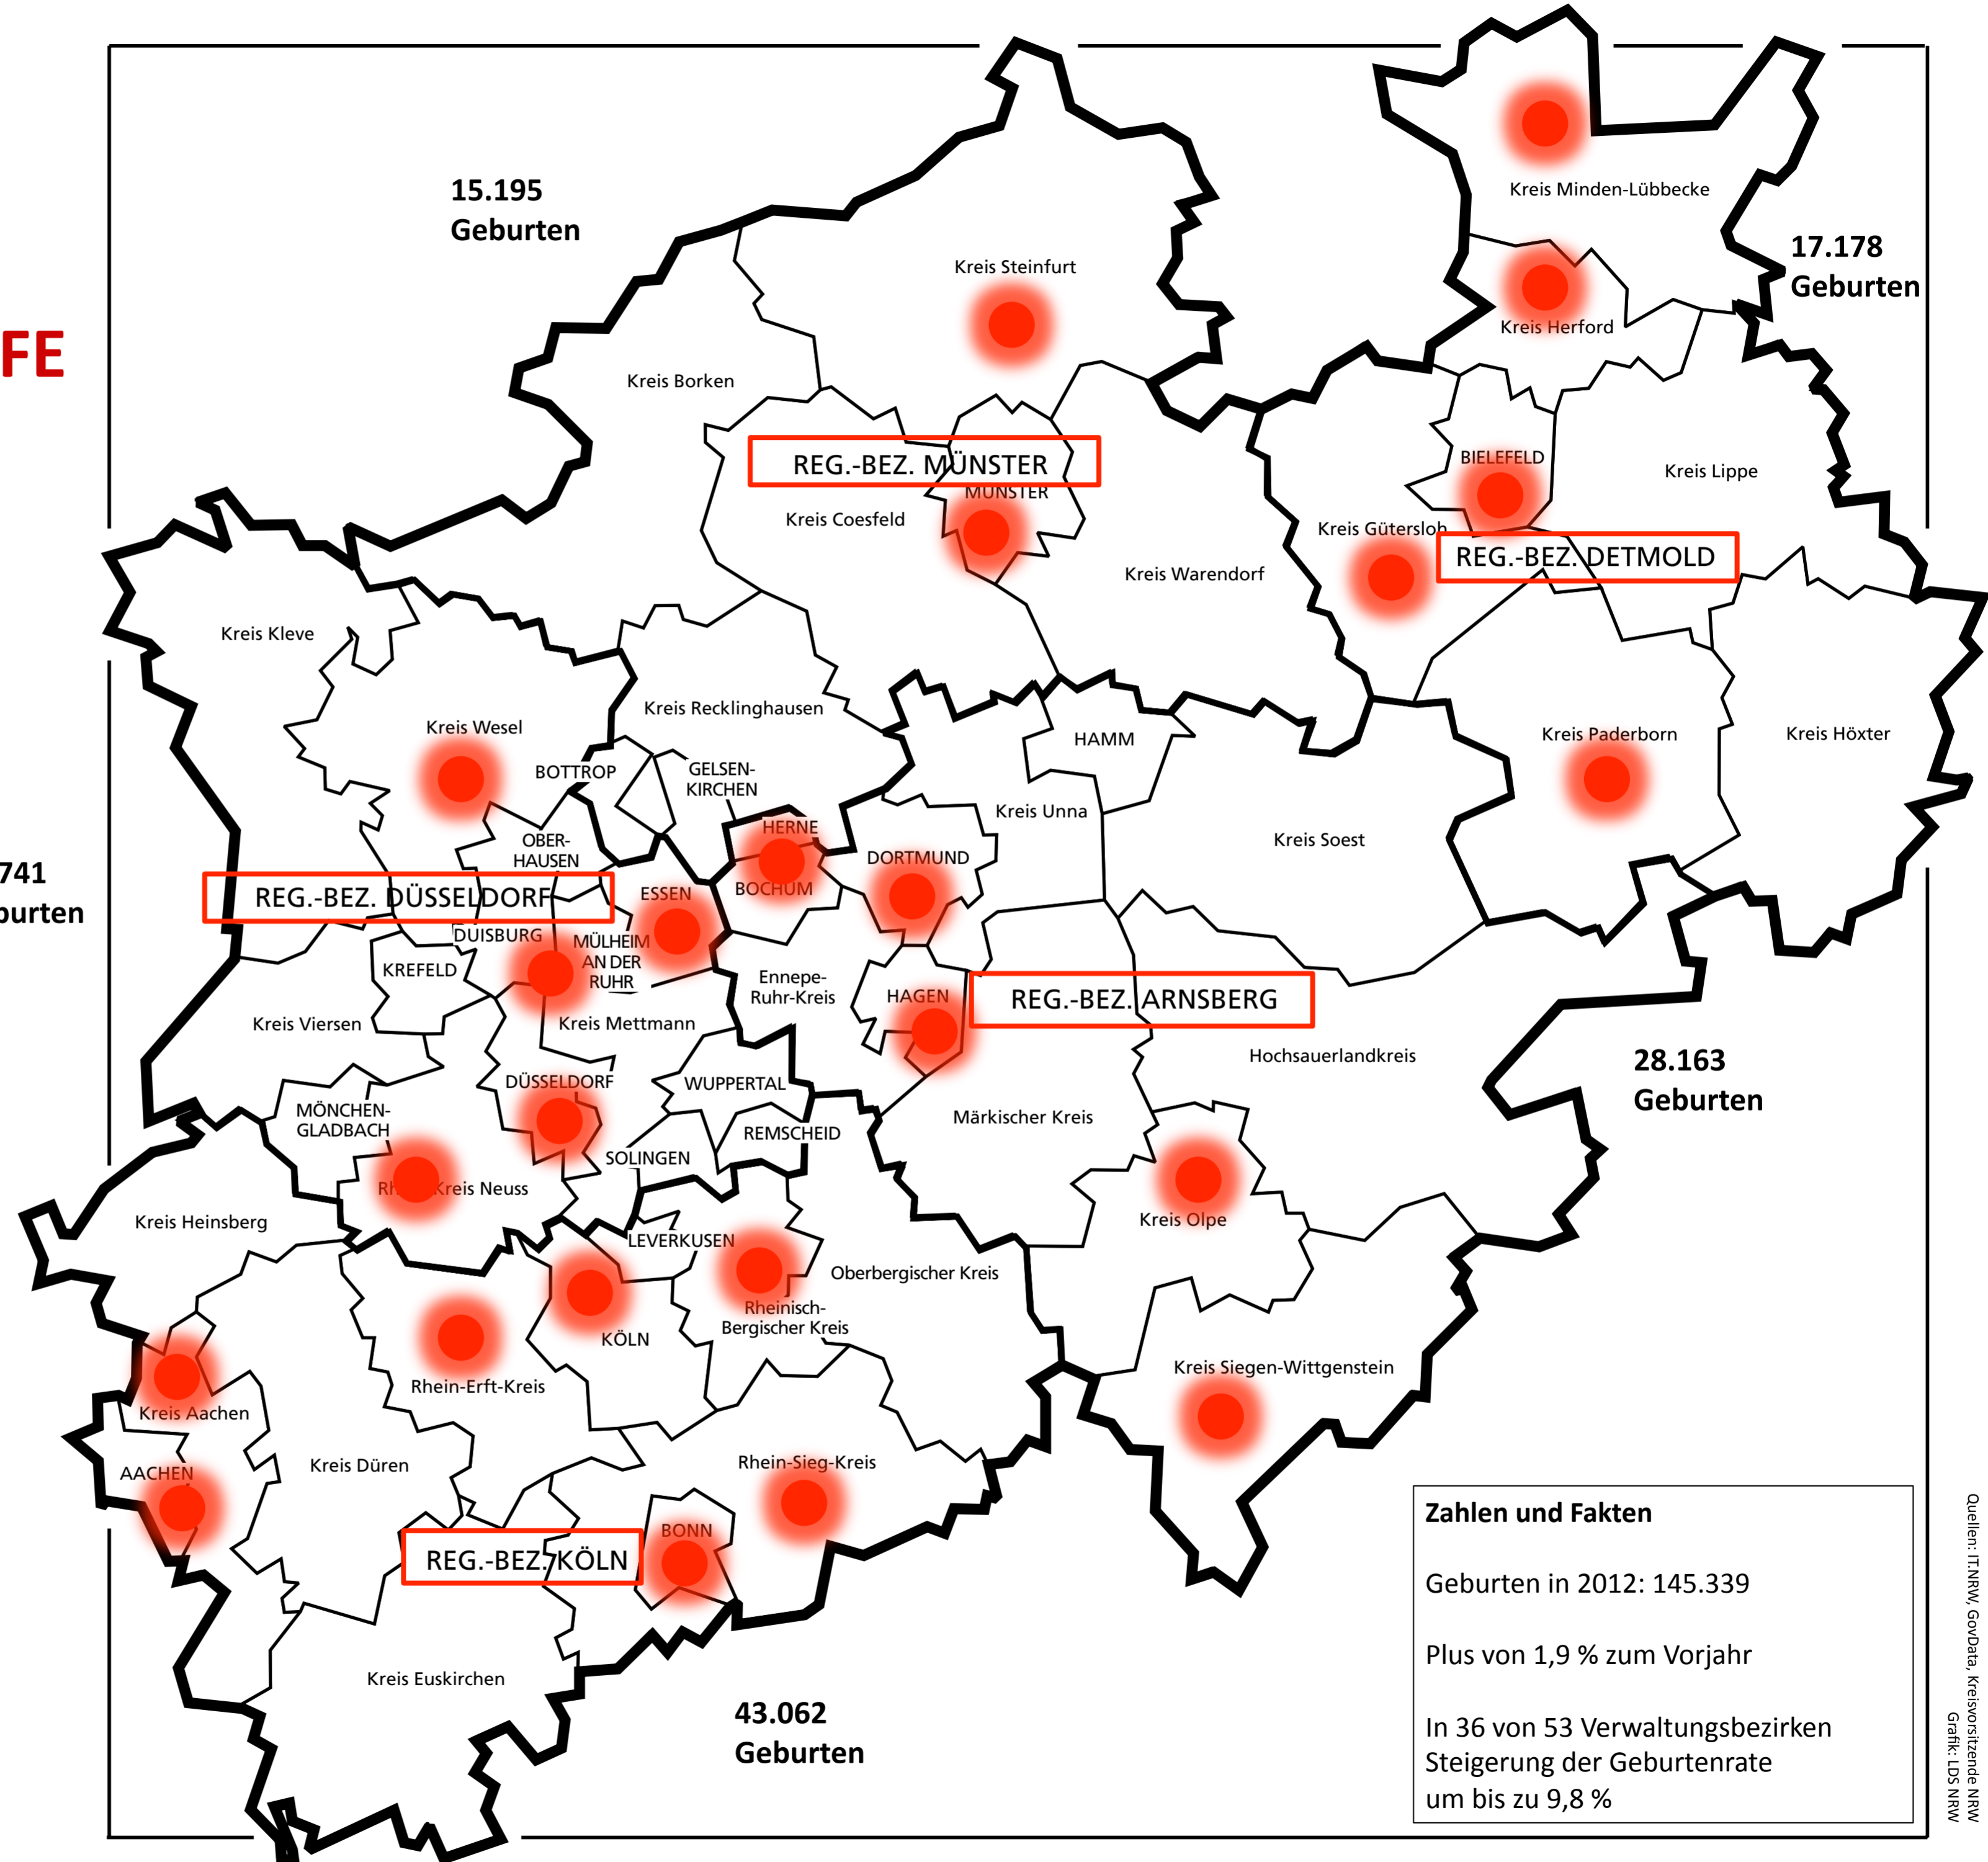 15.195
Geburten
17.178
Geburten
FE
Kreis Minden-Lübbecke
Kreis Steinfurt
Kreis Herford
Kreis Borken
REG.-BEZ. MÜNSTER
MÜNSTER
BIELEFELD
Kreis Lippe
Kreis Coesfeld
Kreis Gütersloh
REG.-BEZ. DETMOLD
Kreis Warendorf
Kreis Kleve
Kreis Recklinghausen
Kreis Wesel
HAMM
Kreis Paderborn
Kreis Höxter
BOTTROP
GELSEN-
KIRCHEN
Kreis Unna
HERNE
Kreis Soest
OBER-
HAUSEN
DORTMUND
741
burten
REG.-BEZ. DÜSSELDORF
ESSEN
BOCHUM
DUISBURG
MÜLHEIM
AN DER
RUHR
KREFELD
Ennepe-
Ruhr-Kreis
HAGEN
REG.-BEZ. ARNSBERG
Kreis Viersen
Kreis Mettmann
Hochsauerlandkreis
28.163
Geburten
DÜSSELDORF
WUPPERTAL
MÖNCHEN-
GLADBACH
Märkischer Kreis
REMSCHEID
SOLINGEN
Kreis Neuss
Kreis Heinsberg
Kreis Olpe
LEVERKUSEN
Oberbergischer Kreis
Rheinisch-
Bergischer Kreis
KÖLN
Kreis Siegen-Wittgenstein
Rhein-Erft-Kreis
Kreis Aachen
Kreis Düren
AACHEN
Rhein-Sieg-Kreis
BONN
REG.-BEZ. KÖLN
Kreis Euskirchen
43.062
Geburten
Zahlen und Fakten
Geburten in 2012: 145.339
Plus von 1,9 % zum Vorjahr
In 36 von 53 Verwaltungsbezirken
Steigerung der Geburtenrate
um bis zu 9,8 %
Quellen: IT.NRW, GovData, Kreisvorsitzende NRW
Grafik: LDS NRW